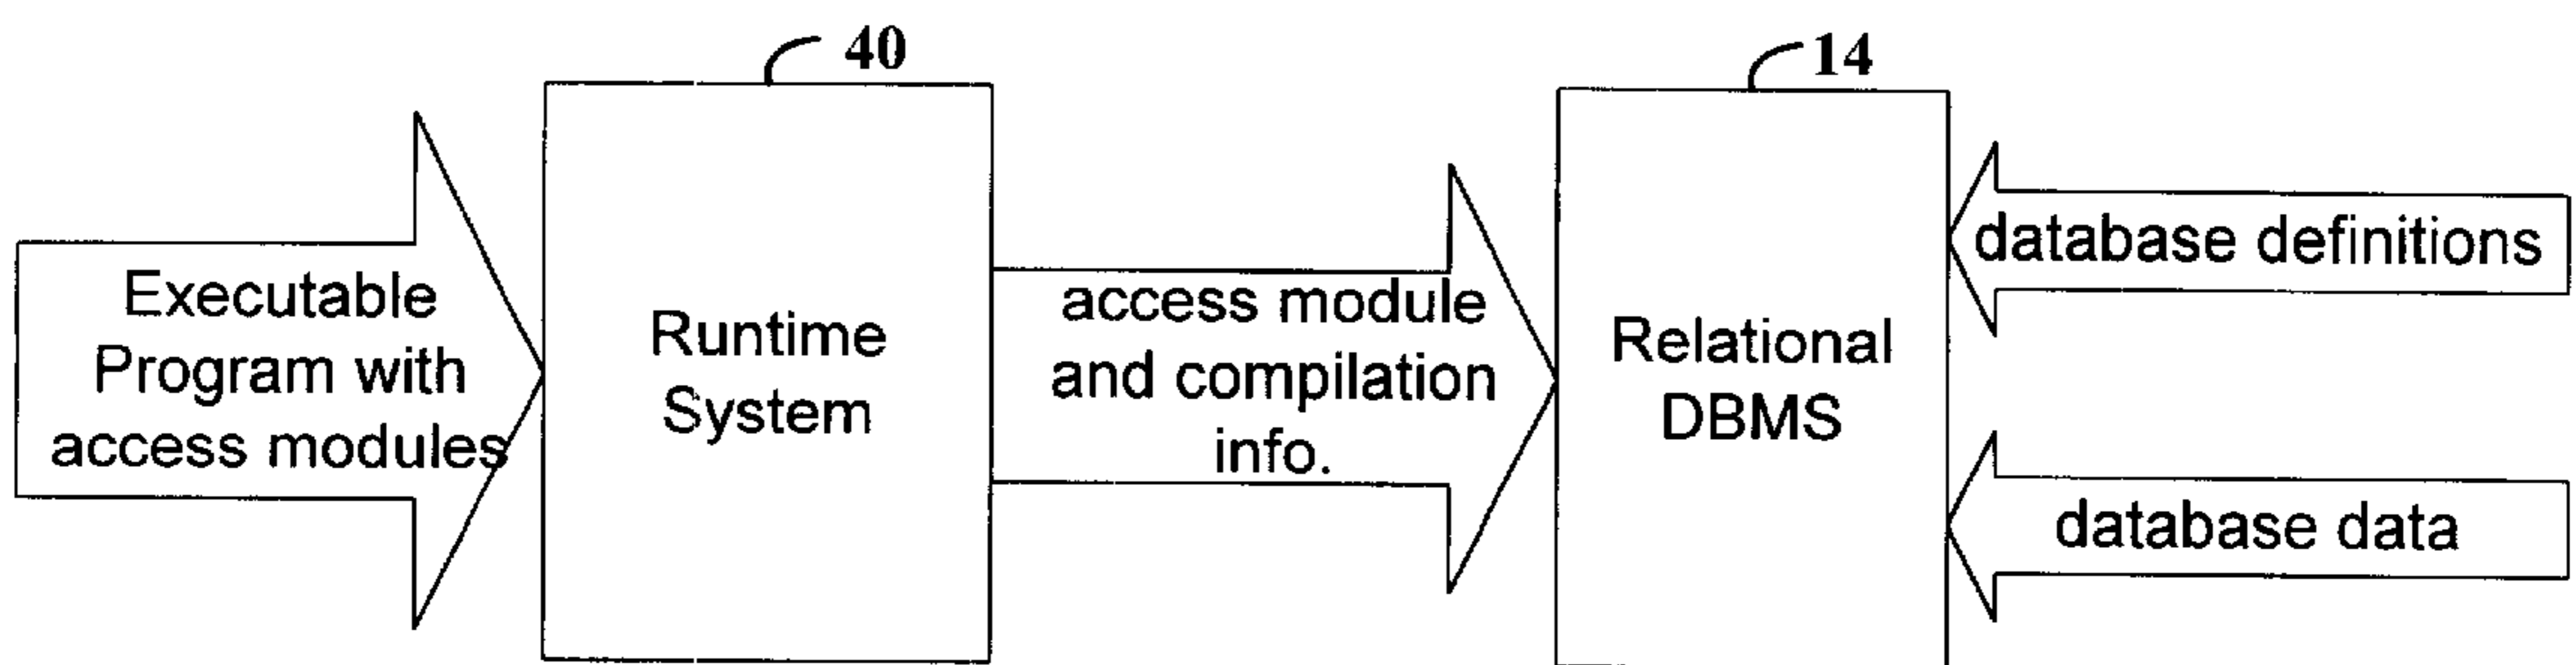 40
14
Executable
Program with
access modules
Runtime
System
access module
and compilation
info.
Relational
DBMS
database definitions
database data